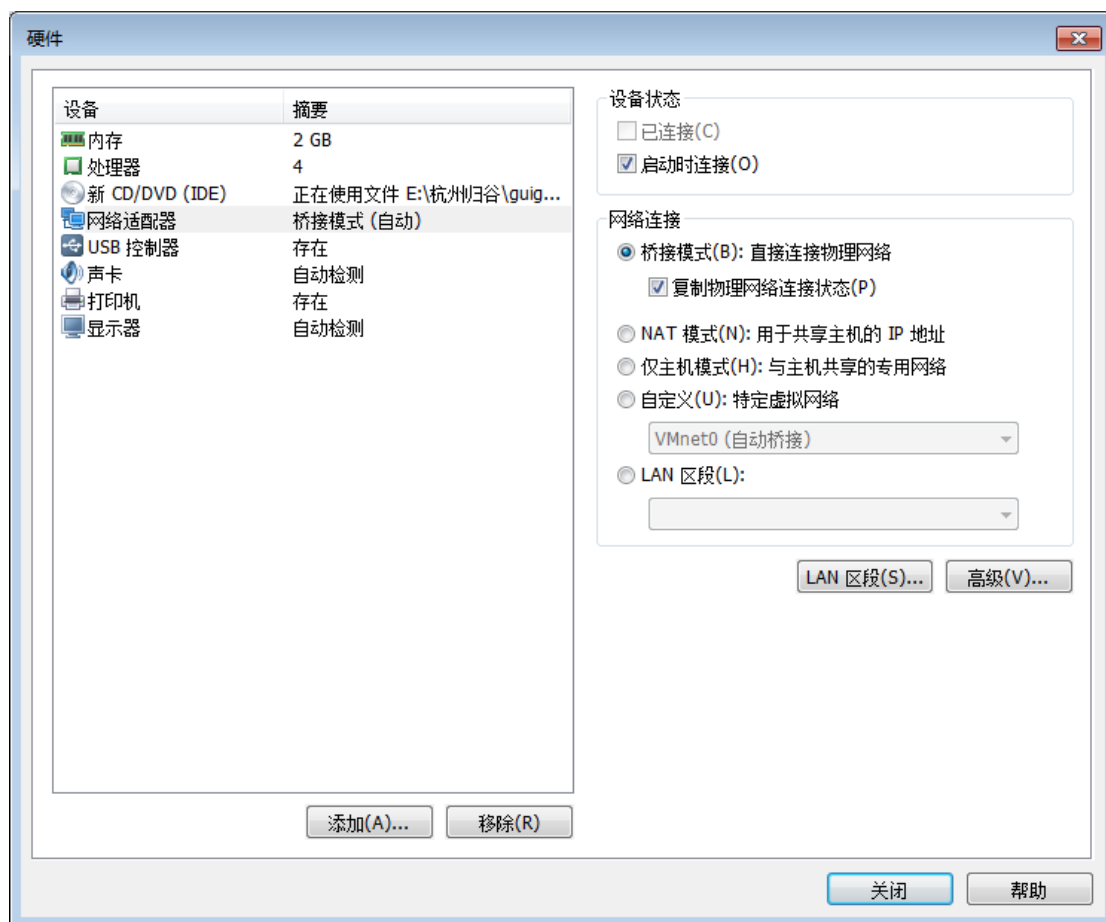 硬件
设备 摘要
内存 2 GB
处理器 4
新 CD/DVD (IDE) 正在使用文件 E:\杭州归谷\guig...
网络适配器 桥接模式 (自动)
USB 控制器 存在
声卡 自动检测
打印机 存在
显示器 自动检测
添加(A)... 移除(R)
设备状态
已连接(C)
启动时连接(O)
网络连接
桥接模式(B): 直接连接物理网络
复制物理网络连接状态(P)
NAT 模式(N): 用于共享主机的 IP 地址
仅主机模式(H): 与主机共享的专用网络
自定义(U): 特定虚拟网络
VMnet0 (自动桥接)
LAN 区段(L):
LAN 区段(S)... 高级(V)...
关闭 帮助